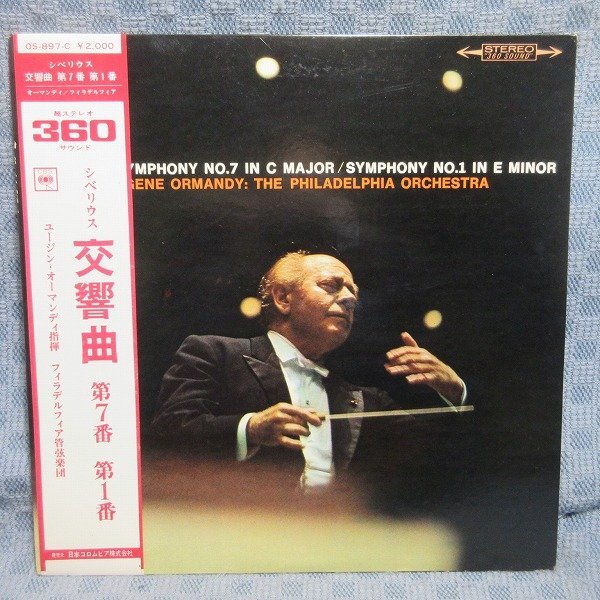 OS-897-C ¥2,000
シベリウス
交響曲 第7番 第1番
オーマンディ/フィラデルフィア
超ステレオ
360
サウンド
CBS
シベリウス
交響曲 第7番 第1番
ユージン・オーマンディ指揮 フィラデルフィア管弦楽団
発売元 日本コロムビア株式会社
STEREO
360 SOUND
YMPHONY NO.7 IN C MAJOR/SYMPHONY NO.1 IN E MINOR
GENE ORMANDY: THE PHILADELPHIA ORCHESTRA